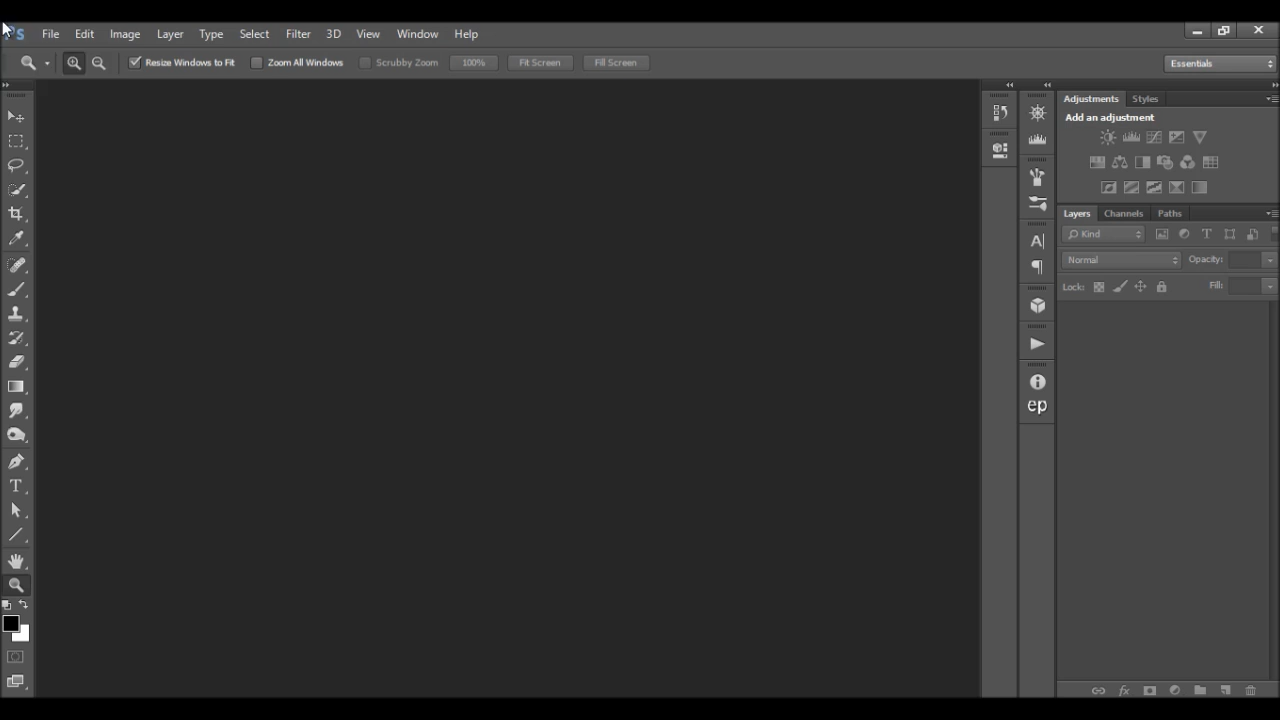 File Edit Image Layer Type Select Filter 3D View Window Help
Resize Windows to Fit Zoom All Windows Scrubby Zoom 100% Fit Screen Fill Screen Essentials
Adjustments Styles
Add an adjustment
Layers Channels Paths
Kind
Normal Opacity:
Lock: Fill:
ep